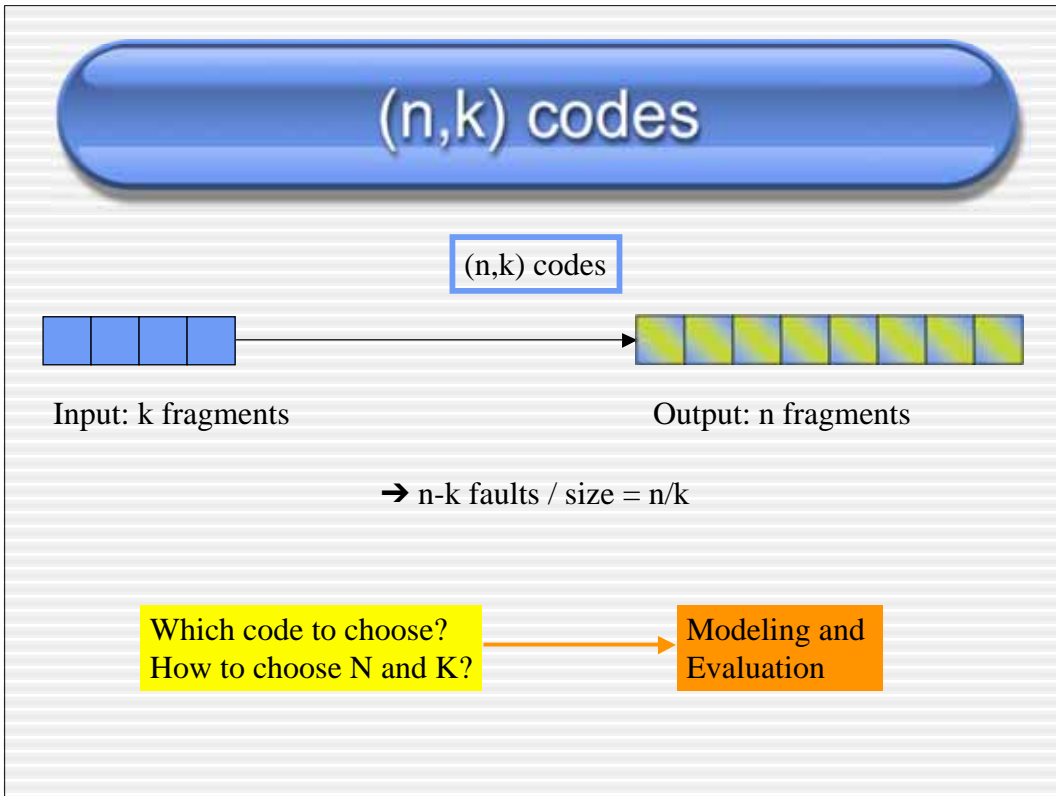 (n,k) codes
(n,k) codes
Input: k fragments
Output: n fragments
➔ n-k faults / size = n/k
Which code to choose?
How to choose N and K?
Modeling and
Evaluation